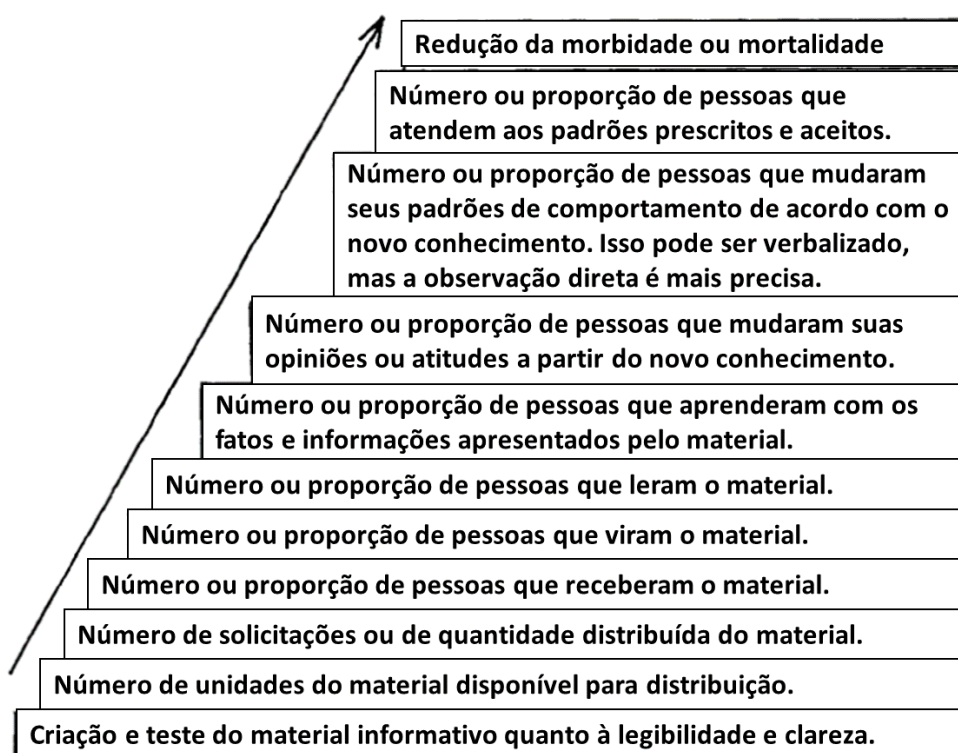 Redução da morbidade ou mortalidade
Número ou proporção de pessoas que
atendem aos padrões prescritos e aceitos.
Número ou proporção de pessoas que mudaram
seus padrões de comportamento de acordo com o
novo conhecimento. Isso pode ser verbalizado,
mas a observação direta é mais precisa.
Número ou proporção de pessoas que mudaram suas
opiniões ou atitudes a partir do novo conhecimento.
Número ou proporção de pessoas que aprenderam com os
fatos e informações apresentados pelo material.
Número ou proporção de pessoas que leram o material.
Número ou proporção de pessoas que viram o material.
Número ou proporção de pessoas que receberam o material.
Número de solicitações ou de quantidade distribuída do material.
Número de unidades do material disponível para distribuição.
Criação e teste do material informativo quanto à legibilidade e clareza.